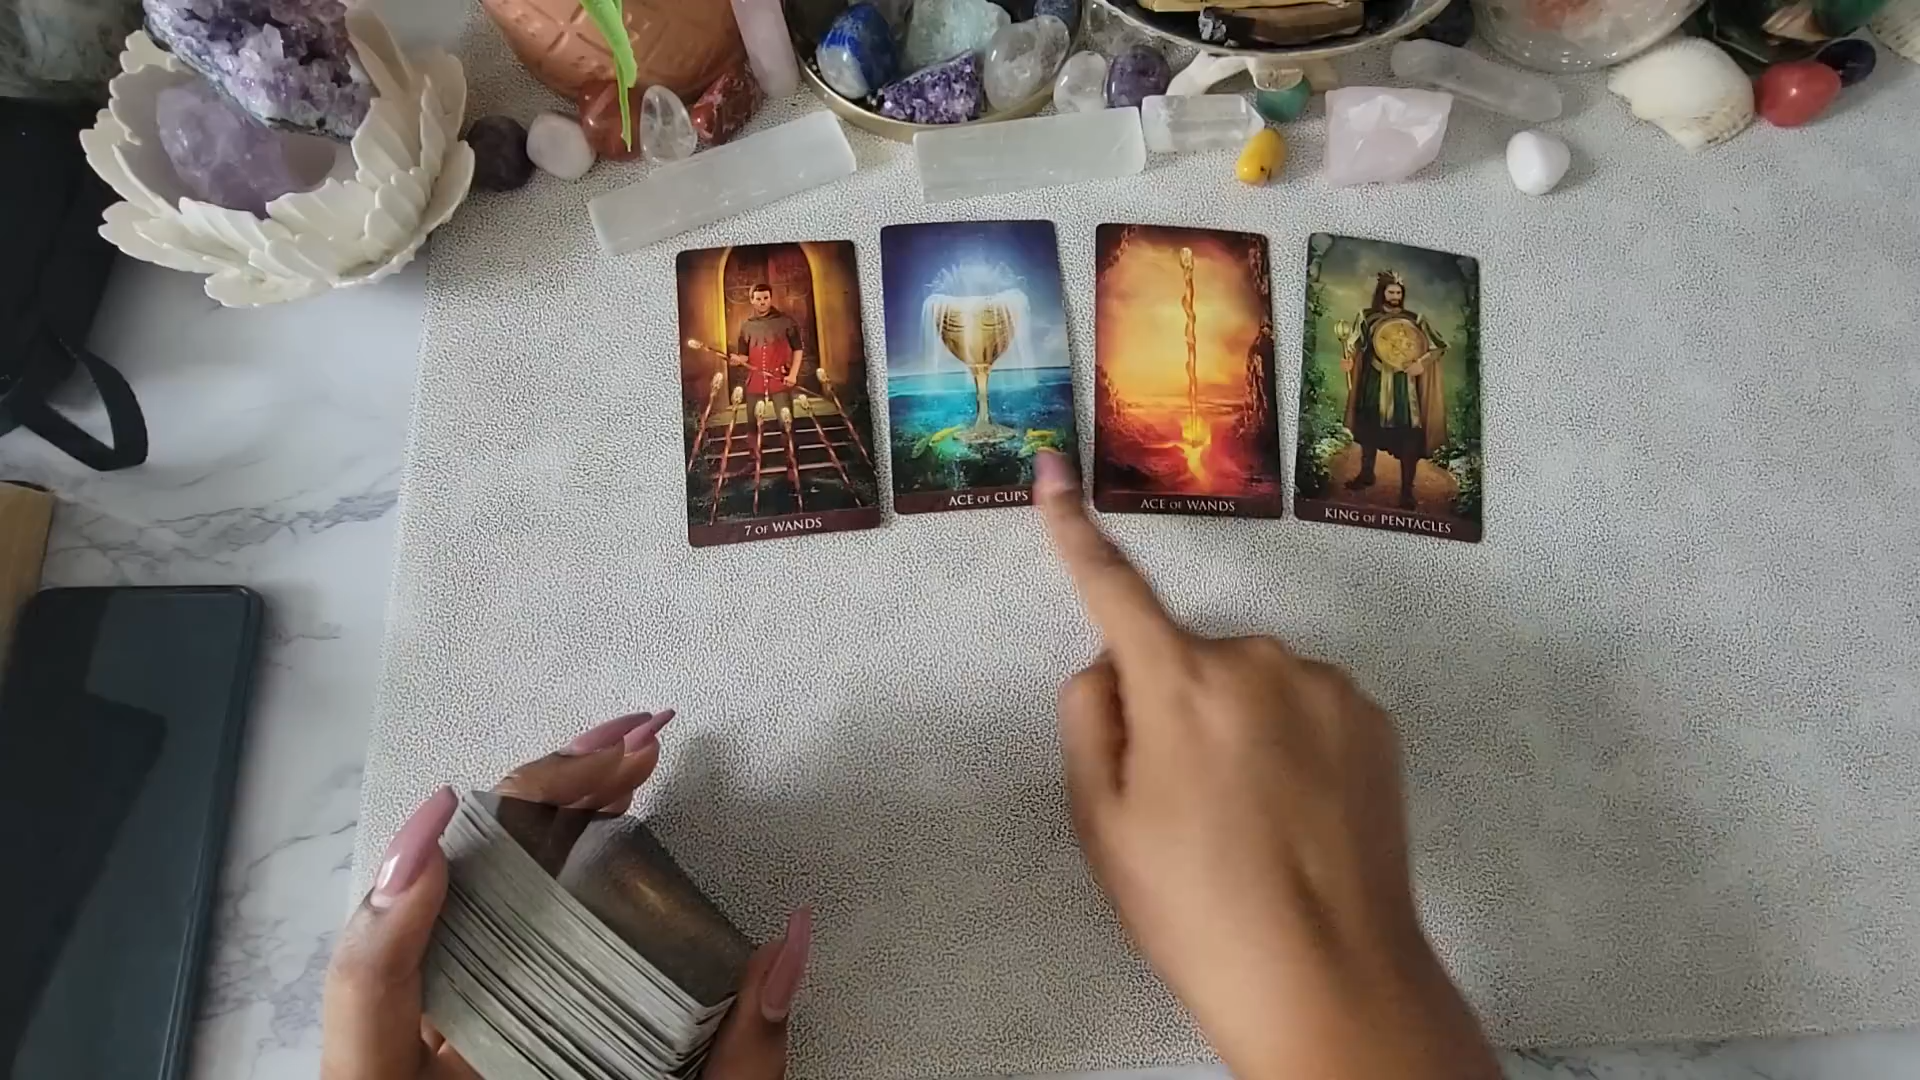 7 OF WANDS
ACE OF CUPS
ACE OF WANDS
KING OF PENTACLES